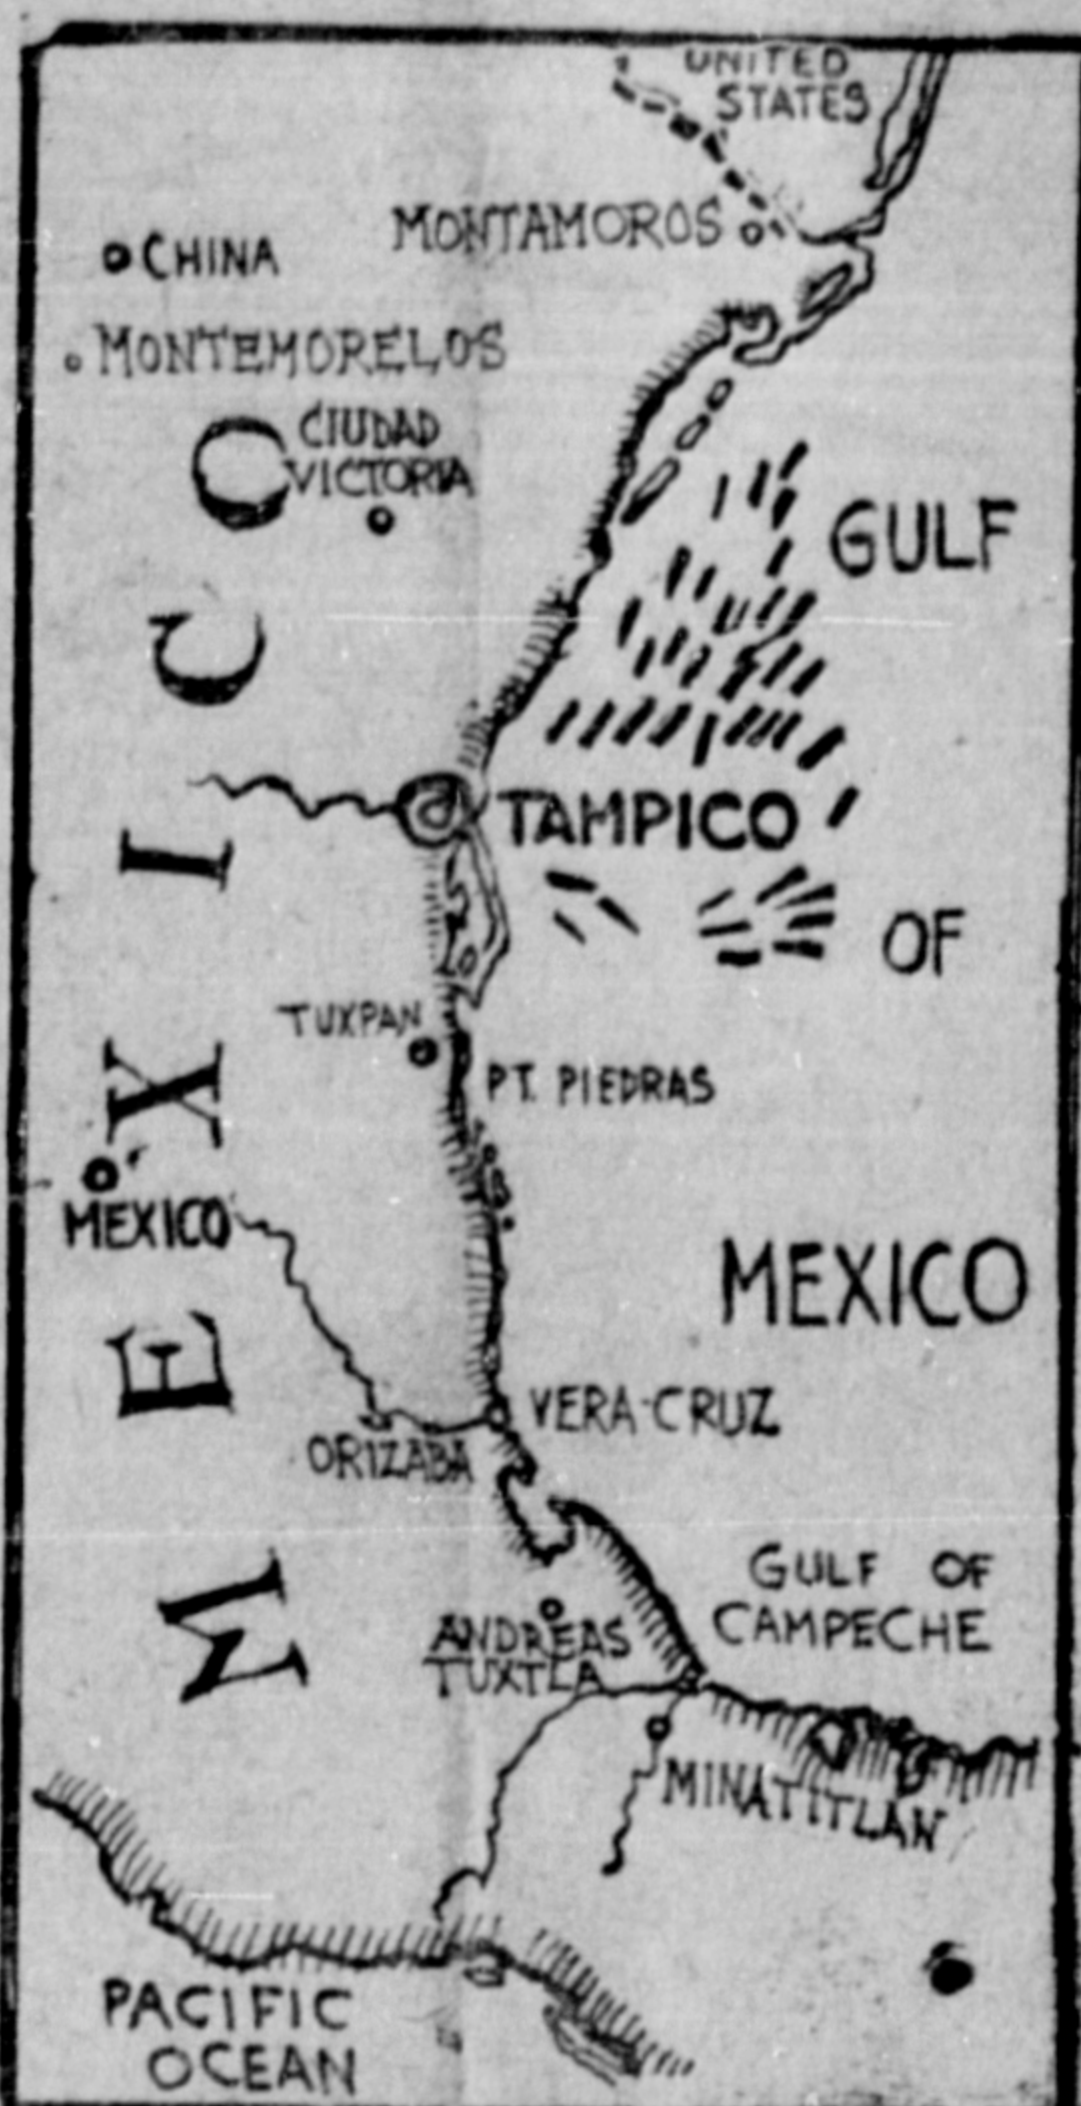 UNITED
STATES
MONTAMOROS
CHINA
MONTEMORELOS
CIUDAD
VICTORIA
GULF
TAMPICO
OF
TUXPAN
PT. PIEDRAS
MEXICO
MEXICO
MEXICO
VERA-CRUZ
ORIZABA
GULF OF
CAMPECHE
ANDREAS
TUXTLA
MINATITLAN
PACIFIC
OCEAN